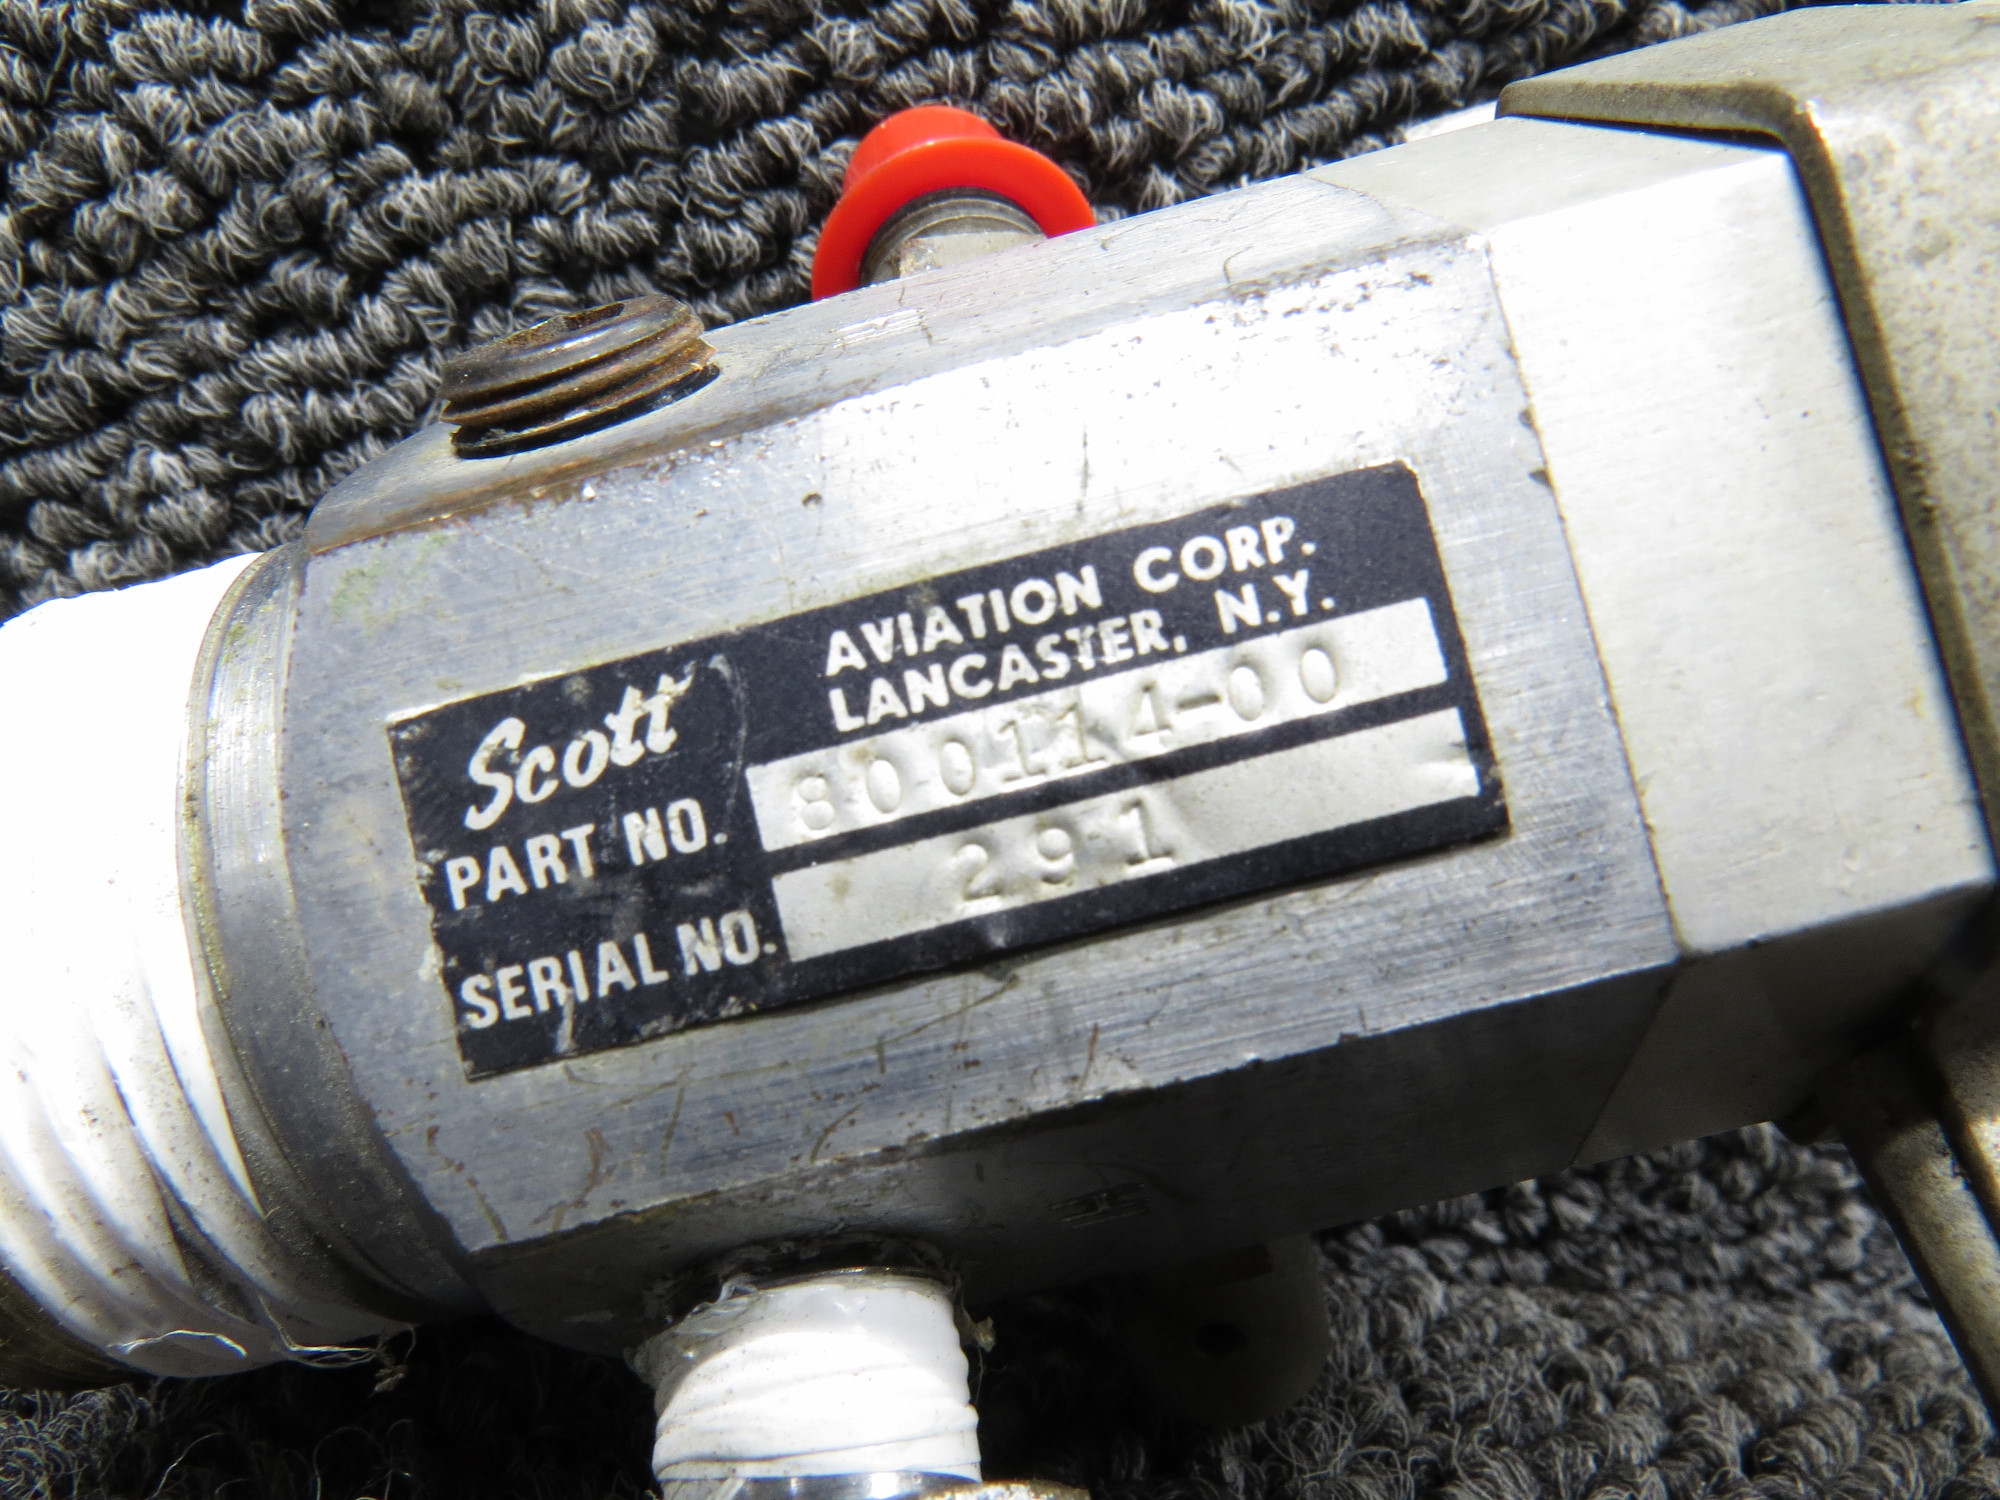 Scott AVIATION CORP.
LANCASTER, N.Y.
PART NO. 800114-00
SERIAL NO. 291